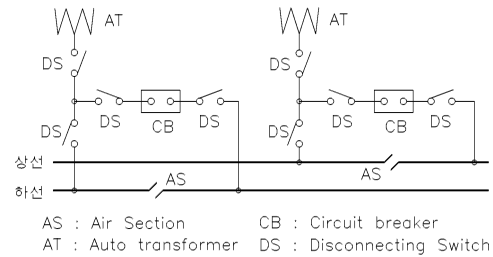 AT AT
DS DS
DS CB DS DS CB DS
DS DS
상선
AS
하선
AS
AS : Air Section CB : Circuit breaker
AT : Auto transformer DS : Disconnecting Switch